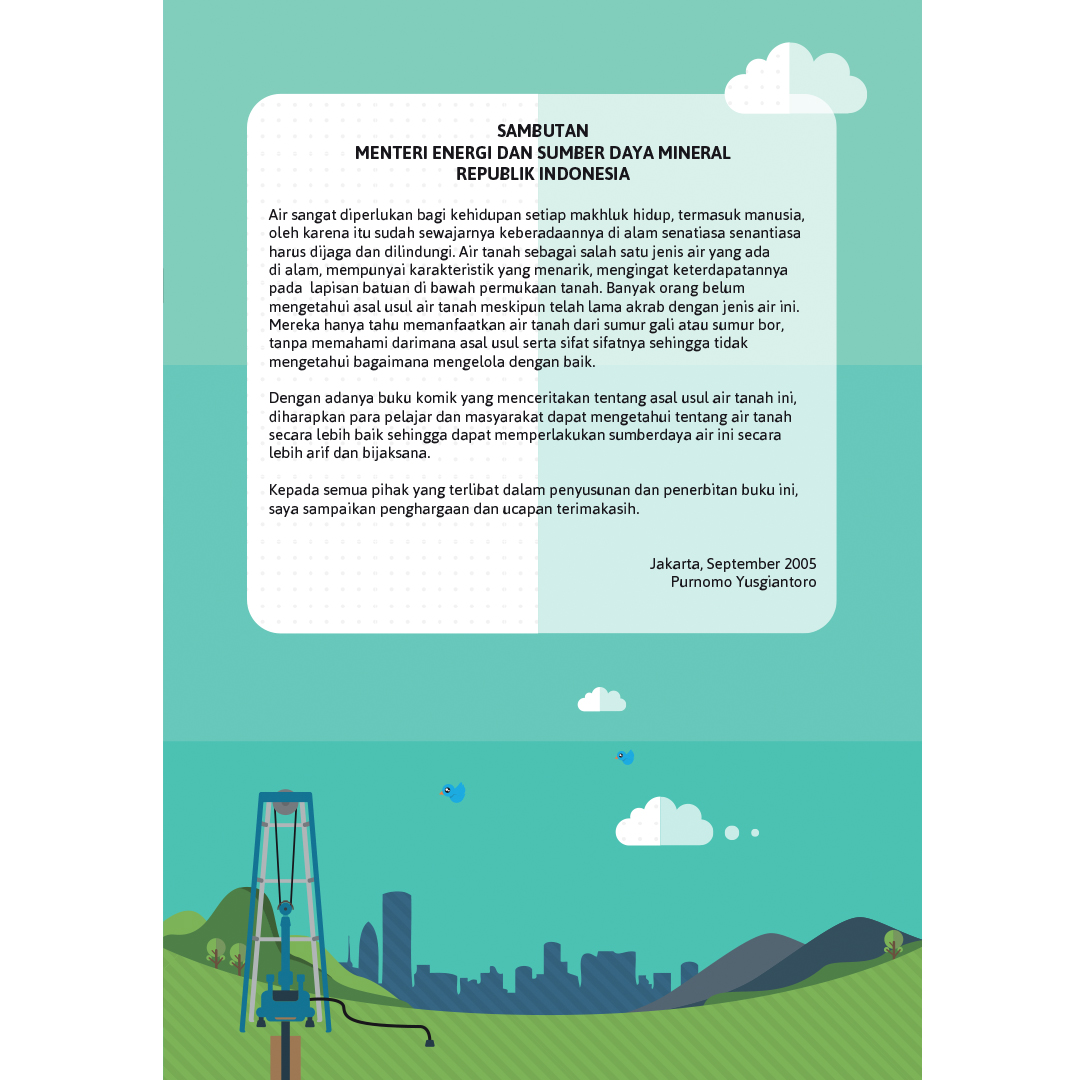 SAMBUTAN
MENTERI ENERGI DAN SUMBER DAYA MINERAL
REPUBLIK INDONESIA
Air sangat diperlukan bagi kehidupan setiap makhluk hidup, termasuk manusia,
oleh karena itu sudah sewajarnya keberadaannya di alam senatiasa senantiasa
harus dijaga dan dilindungi. Air tanah sebagai salah satu jenis air yang ada
di alam, mempunyai karakteristik yang menarik, mengingat keterdapatannya
pada  lapisan batuan di bawah permukaan tanah. Banyak orang belum
mengetahui asal usul air tanah meskipun telah lama akrab dengan jenis air ini.
Mereka hanya tahu memanfaatkan air tanah dari sumur gali atau sumur bor,
tanpa memahami darimana asal usul serta sifat sifatnya sehingga tidak
mengetahui bagaimana mengelola dengan baik.
Dengan adanya buku komik yang menceritakan tentang asal usul air tanah ini,
diharapkan para pelajar dan masyarakat dapat mengetahui tentang air tanah
secara lebih baik sehingga dapat memperlakukan sumberdaya air ini secara
lebih arif dan bijaksana.
Kepada semua pihak yang terlibat dalam penyusunan dan penerbitan buku ini,
saya sampaikan penghargaan dan ucapan terimakasih.
Jakarta, September 2005
Purnomo Yusgiantoro